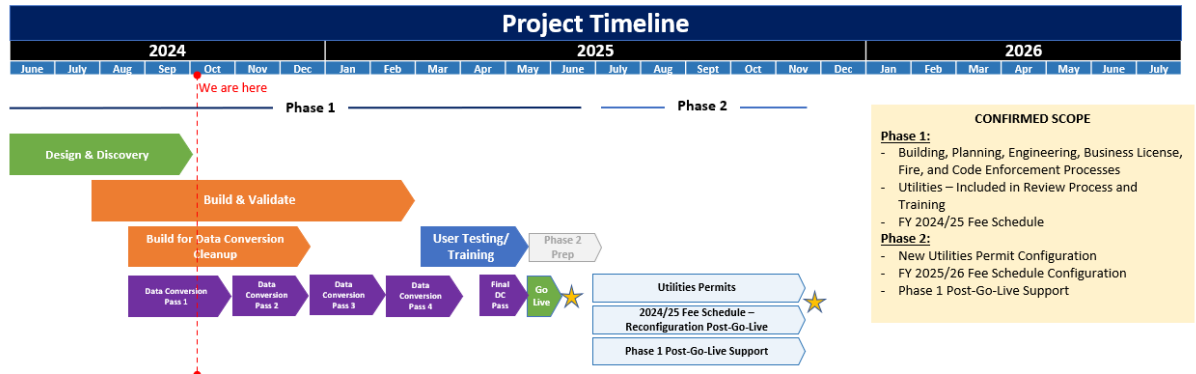 Project Timeline
2024
2025
2026
June
July
Aug
Sep
Oct
Nov
Dec
Jan
Feb
Mar
Apr
May
June
July
Aug
Sept
Oct
Nov
Dec
Jan
Feb
Mar
Apr
May
June
July
We are here
Phase 1
Phase 2
Design & Discovery
Build & Validate
Build for Data Conversion
Cleanup
User Testing/
Training
Phase 2
Prep
Data Conversion
Pass 1
Data
Conversion
Pass 2
Data
Conversion
Pass 3
Data
Conversion
Pass 4
Final
DC
Pass
Go
Live
Utilities Permits
2024/25 Fee Schedule –
Reconfiguration Post-Go-Live
Phase 1 Post-Go-Live Support
CONFIRMED SCOPE
Phase 1:
- Building, Planning, Engineering, Business License,
Fire, and Code Enforcement Processes
- Utilities – Included in Review Process and
Training
- FY 2024/25 Fee Schedule
Phase 2:
- New Utilities Permit Configuration
- FY 2025/26 Fee Schedule Configuration
- Phase 1 Post-Go-Live Support